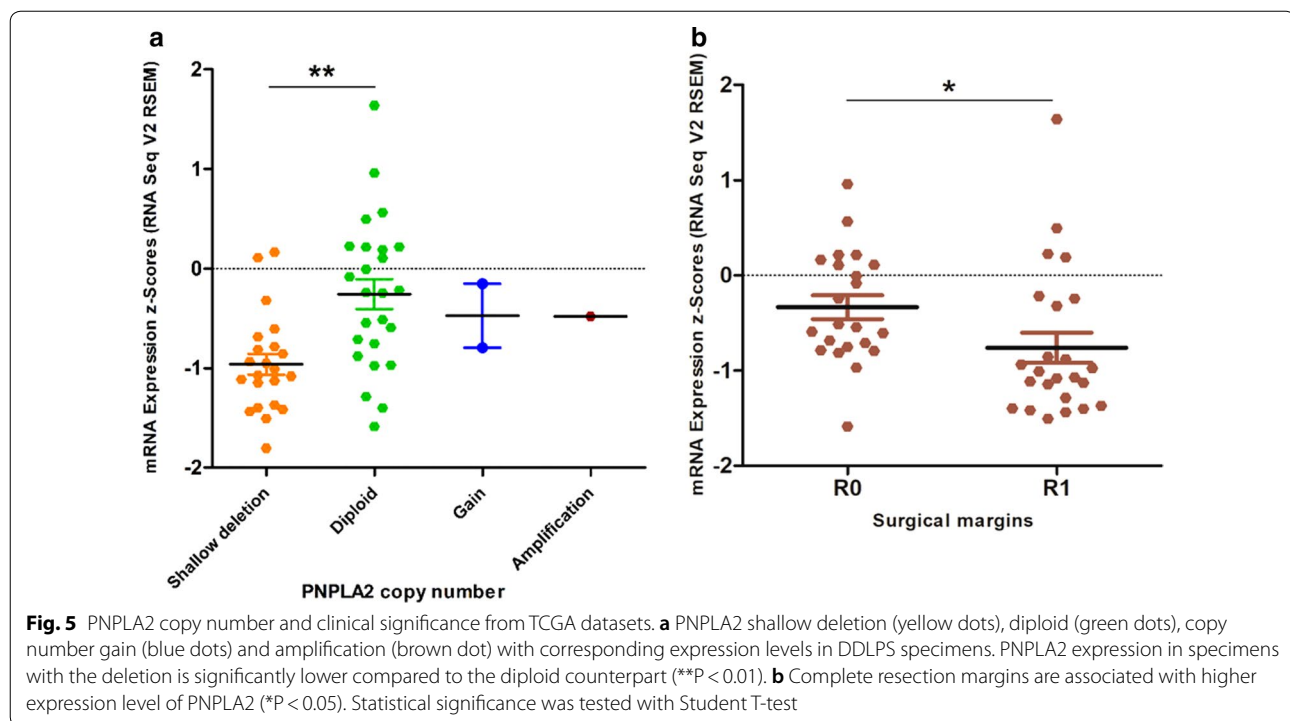 a
**
mRNA Expression z-Scores (RNA Seq V2 RSEM)
2
1
0
-1
-2
Shallow deletion
Diploid
Gain
Amplification
PNPLA2 copy number
b
*
mRNA Expression z-Scores (RNA Seq V2 RSEM)
2
1
0
-1
-2
R0
R1
Surgical margins
Fig. 5 PNPLA2 copy number and clinical significance from TCGA datasets. a PNPLA2 shallow deletion (yellow dots), diploid (green dots), copy
number gain (blue dots) and amplification (brown dot) with corresponding expression levels in DDLPS specimens. PNPLA2 expression in specimens
with the deletion is significantly lower compared to the diploid counterpart (**P < 0.01). b Complete resection margins are associated with higher
expression level of PNPLA2 (*P < 0.05). Statistical significance was tested with Student T-test